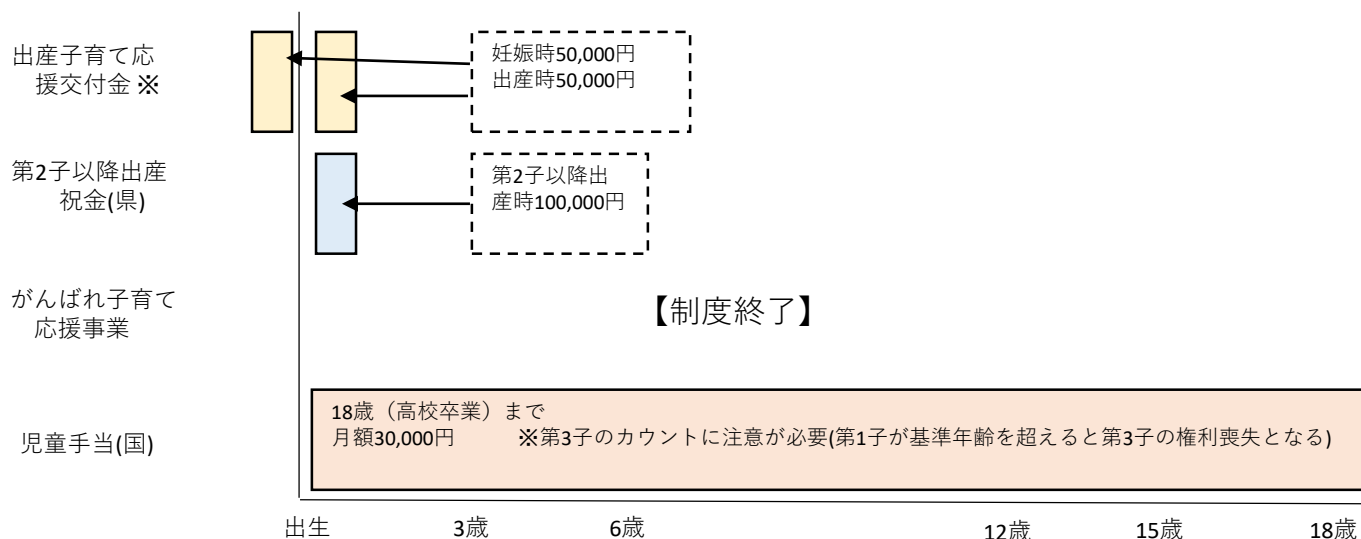 出産子育て応
援交付金 ※
妊娠時50,000円
出産時50,000円
第2子以降出産
祝金(県)
第2子以降出
産時100,000円
がんばれ子育て
応援事業
【制度終了】
児童手当(国)
18歳（高校卒業）まで
月額30,000円 ※第3子のカウントに注意が必要(第1子が基準年齢を超えると第3子の権利喪失となる)
出生 3歳 6歳 12歳 15歳 18歳